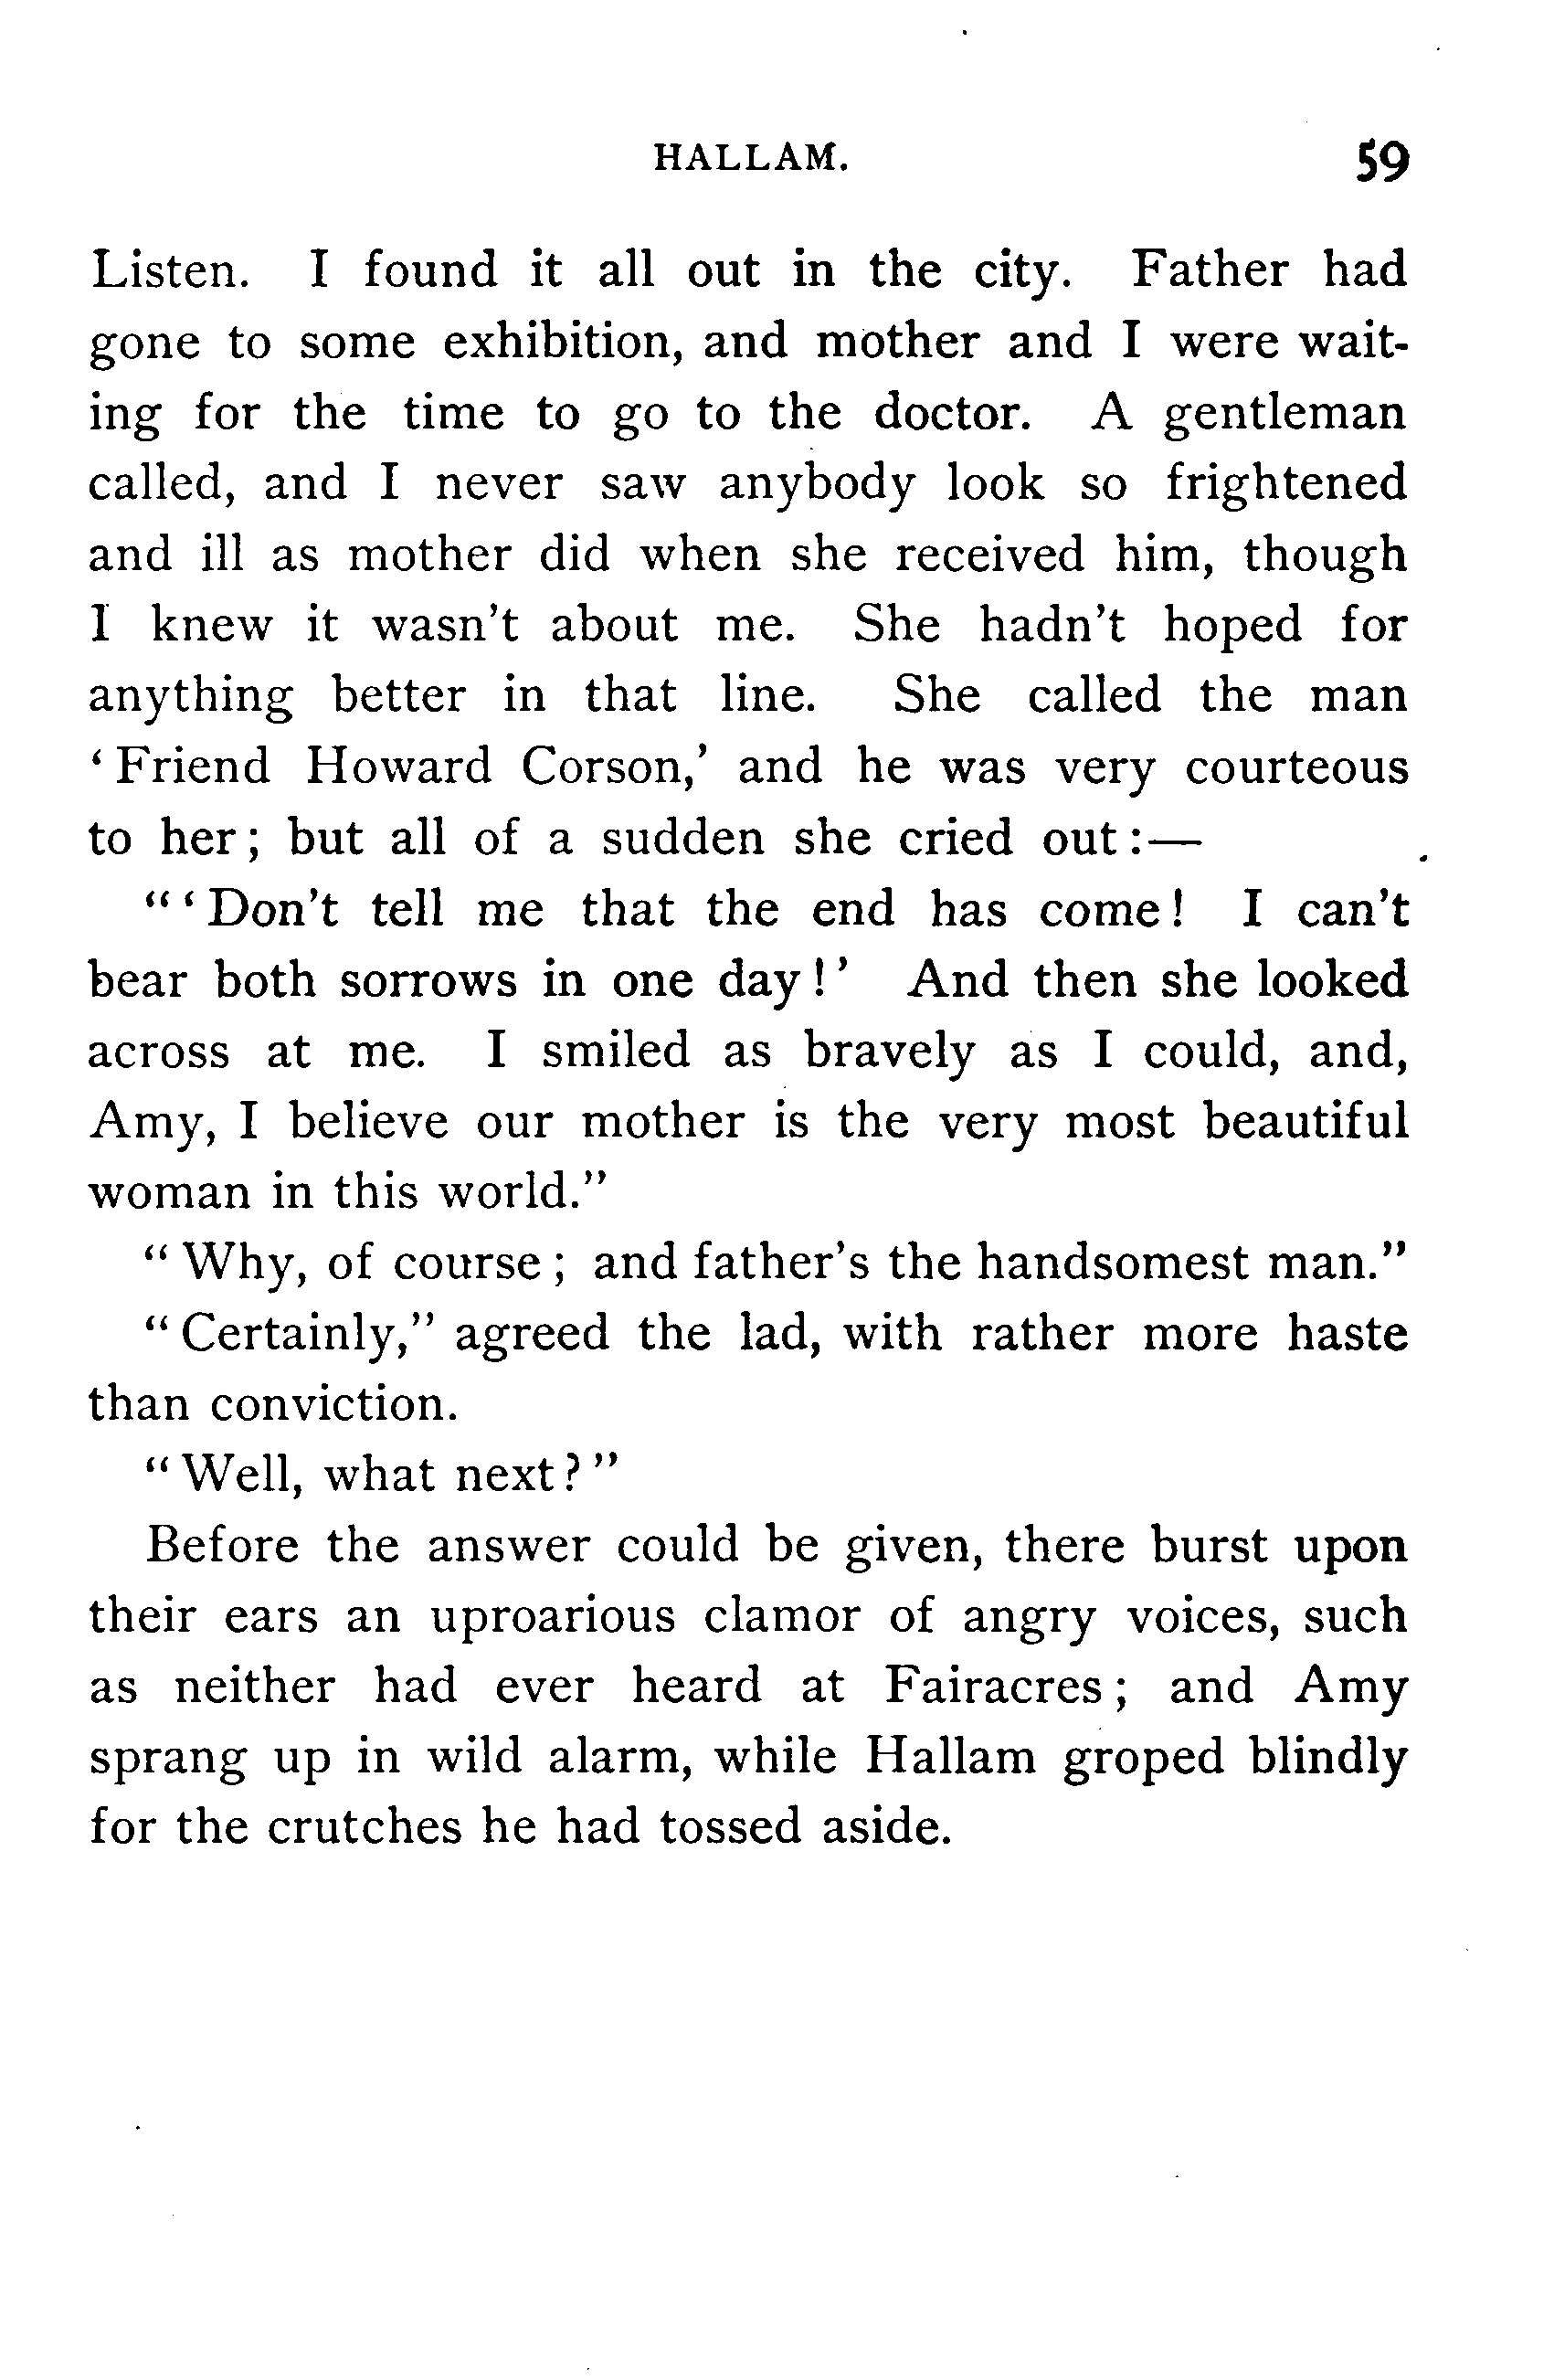 HALLAM. 59
Listen. I found it all out in the city. Father had
gone to some exhibition, and mother and I were wait-
ing for the time to go to the doctor. A gentleman
called, and I never saw anybody look so frightened
and ill as mother did when she received him, though
I knew it wasn't about me. She hadn't hoped for
anything better in that line. She called the man
‘Friend Howard Corson,’ and he was very courteous
to her; but all of a sudden she cried out:—
“‘Don't tell me that the end has come! I can't
bear both sorrows in one day!’ And then she looked
across at me. I smiled as bravely as I could, and,
Amy, I believe our mother is the very most beautiful
woman in this world.”
“Why, of course; and father's the handsomest man.”
“Certainly,” agreed the lad, with rather more haste
than conviction.
“Well, what next?”
Before the answer could be given, there burst upon
their ears an uproarious clamor of angry voices, such
as neither had ever heard at Fairacres; and Amy
sprang up in wild alarm, while Hallam groped blindly
for the crutches he had tossed aside.